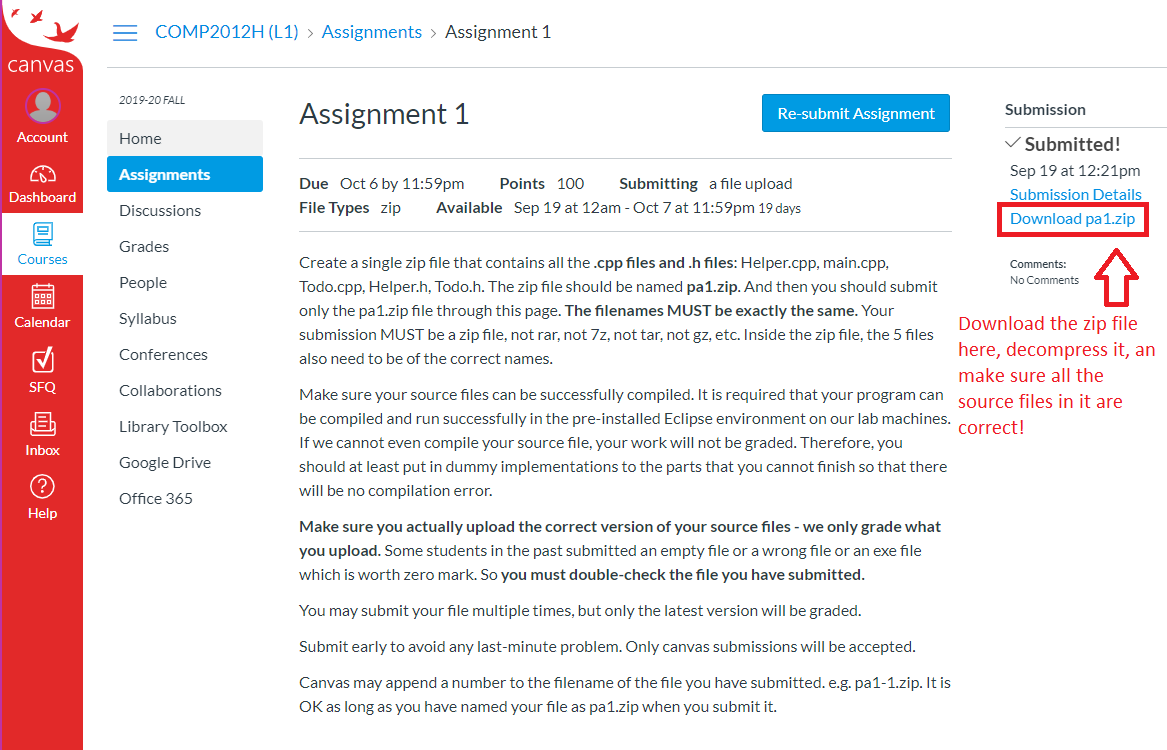 canvas
Account
Dashboard
Courses
Calendar
SFQ
Inbox
Help
COMP2012H (L1) › Assignments › Assignment 1
2019-20 FALL
Home
Assignments
Discussions
Grades
People
Syllabus
Conferences
Collaborations
Library Toolbox
Google Drive
Office 365
Assignment 1
Re-submit Assignment
Due Oct 6 by 11:59pm Points 100 Submitting a file upload
File Types zip Available Sep 19 at 12am - Oct 7 at 11:59pm 19 days
Create a single zip file that contains all the .cpp files and .h files: Helper.cpp, main.cpp,
Todo.cpp, Helper.h, Todo.h. The zip file should be named pa1.zip. And then you should submit
only the pa1.zip file through this page. The filenames MUST be exactly the same. Your
submission MUST be a zip file, not rar, not 7z, not tar, not gz, etc. Inside the zip file, the 5 files
also need to be of the correct names.
Make sure your source files can be successfully compiled. It is required that your program can
be compiled and run successfully in the pre-installed Eclipse environment on our lab machines.
If we cannot even compile your source file, your work will not be graded. Therefore, you
should at least put in dummy implementations to the parts that you cannot finish so that there
will be no compilation error.
Make sure you actually upload the correct version of your source files - we only grade what
you upload. Some students in the past submitted an empty file or a wrong file or an exe file
which is worth zero mark. So you must double-check the file you have submitted.
You may submit your file multiple times, but only the latest version will be graded.
Submit early to avoid any last-minute problem. Only canvas submissions will be accepted.
Canvas may append a number to the filename of the file you have submitted. e.g. pa1-1.zip. It is
OK as long as you have named your file as pa1.zip when you submit it.
Submission
Submitted!
Sep 19 at 12:21pm
Submission Details
Download pa1.zip
Comments:
No Comments
Download the zip file
here, decompress it, an
make sure all the
source files in it are
correct!